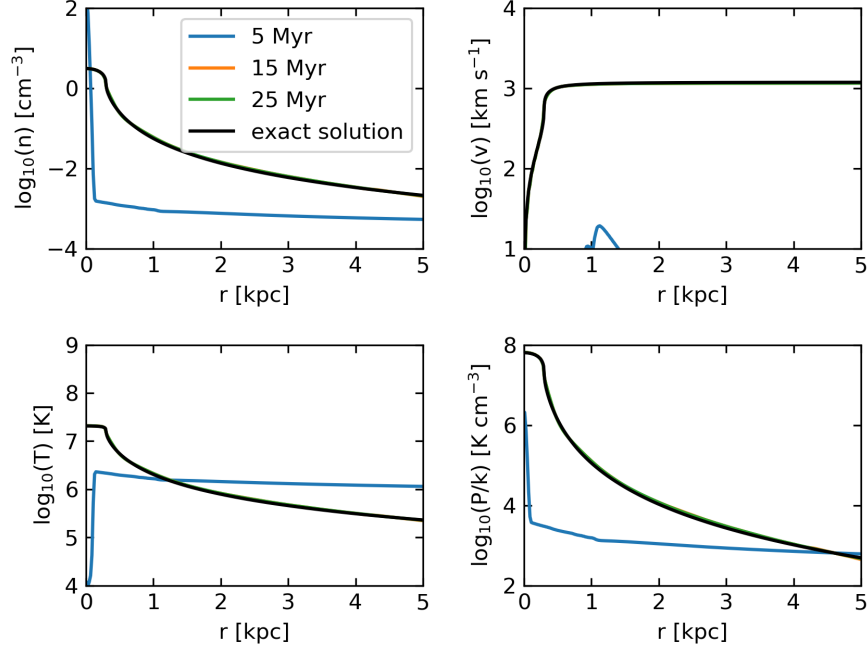 log₁₀(n) [cm⁻³]
2
0
−2
−4
0 1 2 3 4 5
r [kpc]
5 Myr
15 Myr
25 Myr
exact solution
log₁₀(v) [km s⁻¹]
4
3
2
1
0 1 2 3 4 5
r [kpc]
log₁₀(T) [K]
9
8
7
6
5
4
0 1 2 3 4 5
r [kpc]
log₁₀(P/k) [K cm⁻³]
8
6
4
2
0 1 2 3 4 5
r [kpc]